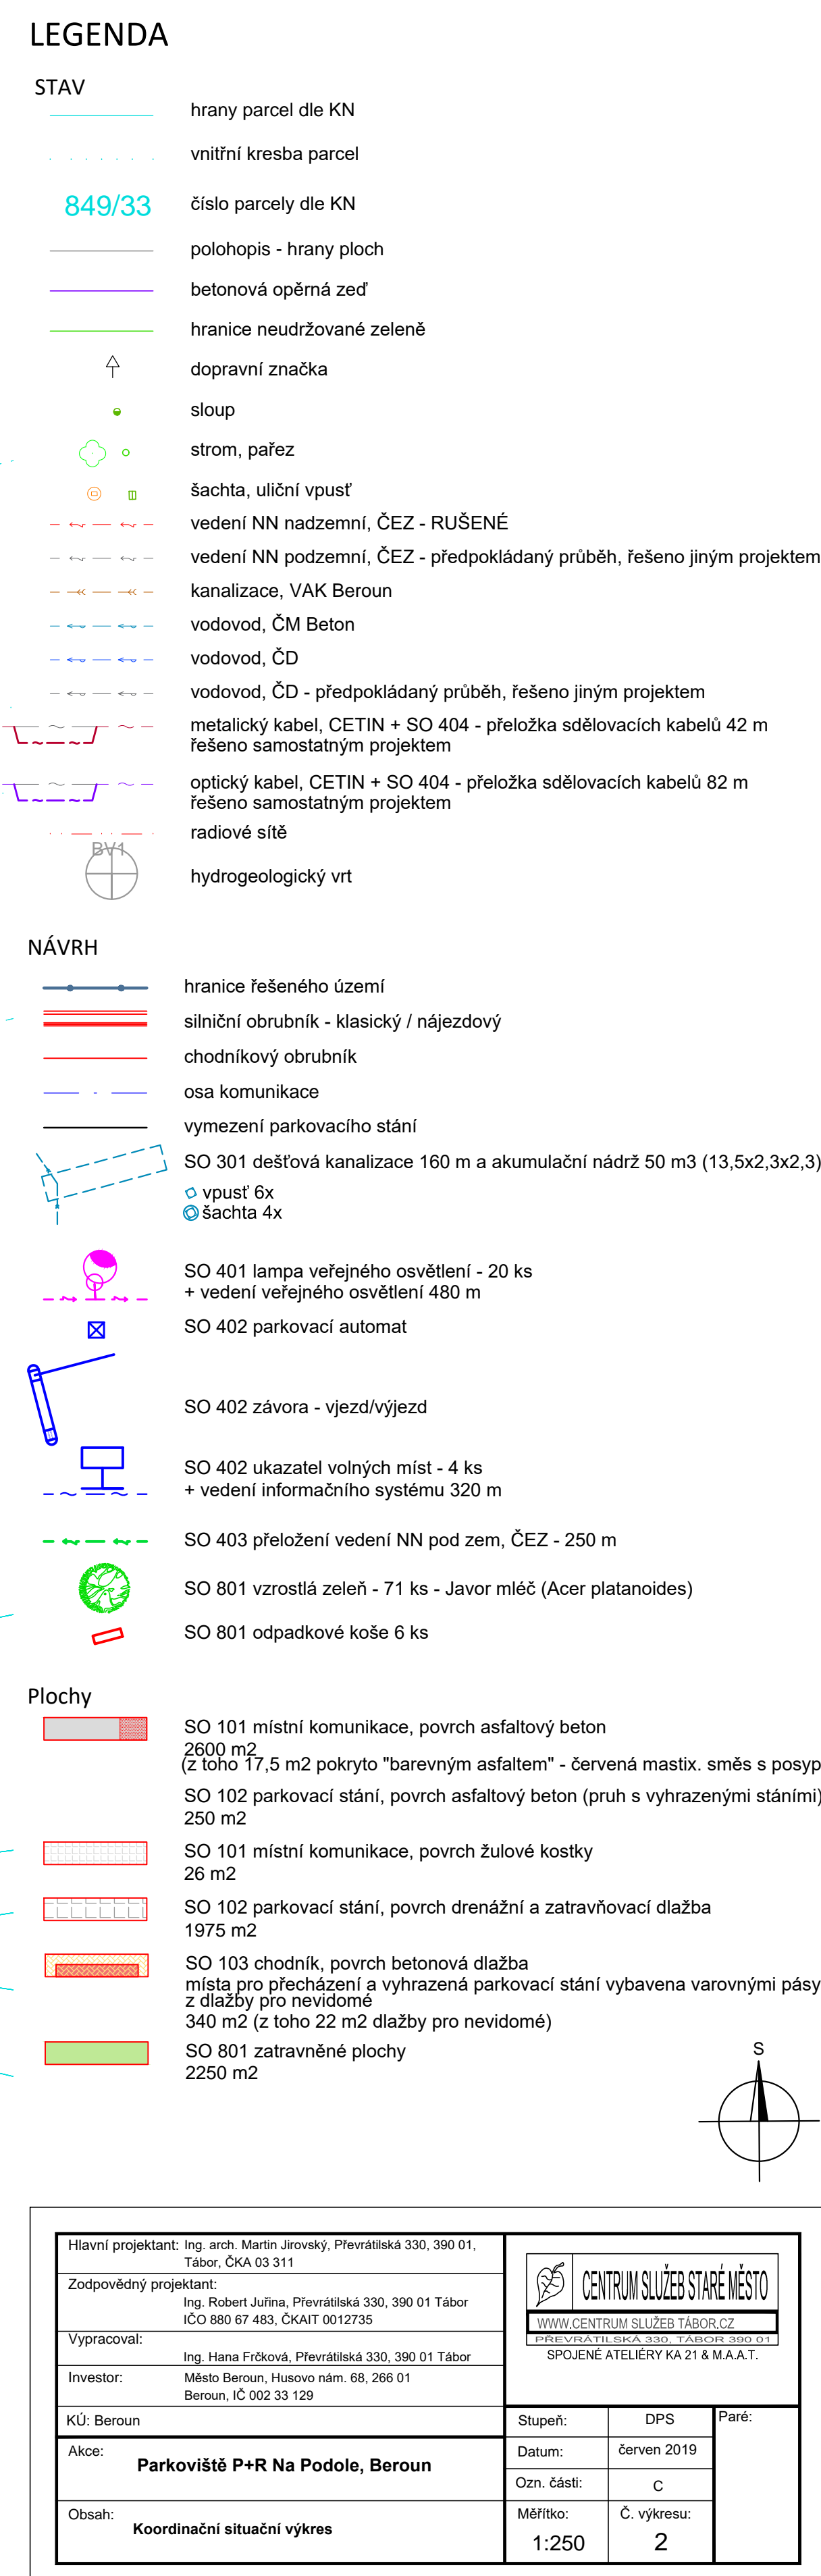 LEGENDA
STAV
hrany parcel dle KN
vnitřní kresba parcel
849/33 číslo parcely dle KN
polohopis - hrany ploch
betonová opěrná zeď
hranice neudržované zeleně
dopravní značka
sloup
strom, pařez
šachta, uliční vpusť
vedení NN nadzemní, ČEZ - RUŠENÉ
vedení NN podzemní, ČEZ - předpokládaný průběh, řešeno jiným projektem
kanalizace, VAK Beroun
vodovod, ČM Beton
vodovod, ČD
vodovod, ČD - předpokládaný průběh, řešeno jiným projektem
metalický kabel, CETIN + SO 404 - přeložka sdělovacích kabelů 42 m
řešeno samostatným projektem
optický kabel, CETIN + SO 404 - přeložka sdělovacích kabelů 82 m
řešeno samostatným projektem
radiové sítě
BV1
hydrogeologický vrt
NÁVRH
hranice řešeného území
silniční obrubník - klasický / nájezdový
chodníkový obrubník
osa komunikace
vymezení parkovacího stání
SO 301 dešťová kanalizace 160 m a akumulační nádrž 50 m3 (13,5x2,3x2,3)
vpusť 6x
šachta 4x
SO 401 lampa veřejného osvětlení - 20 ks
+ vedení veřejného osvětlení 480 m
SO 402 parkovací automat
SO 402 závora - vjezd/výjezd
SO 402 ukazatel volných míst - 4 ks
+ vedení informačního systému 320 m
SO 403 přeložení vedení NN pod zem, ČEZ - 250 m
SO 801 vzrostlá zeleň - 71 ks - Javor mléč (Acer platanoides)
SO 801 odpadkové koše 6 ks
Plochy
SO 101 místní komunikace, povrch asfaltový beton
2600 m2
(z toho 17,5 m2 pokryto "barevným asfaltem" - červená mastix. směs s posyp
SO 102 parkovací stání, povrch asfaltový beton (pruh s vyhrazenými stáními)
250 m2
SO 101 místní komunikace, povrch žulové kostky
26 m2
SO 102 parkovací stání, povrch drenážní a zatravňovací dlažba
1975 m2
SO 103 chodník, povrch betonová dlažba
místa pro přecházení a vyhrazená parkovací stání vybavena varovnými pásy
z dlažby pro nevidomé
340 m2 (z toho 22 m2 dlažby pro nevidomé)
SO 801 zatravněné plochy
2250 m2
S
Hlavní projektant: Ing. arch. Martin Jirovský, Převrátilská 330, 390 01,
Tábor, ČKA 03 311
Zodpovědný projektant:
Ing. Robert Juřina, Převrátilská 330, 390 01 Tábor
IČO 880 67 483, ČKAIT 0012735
Vypracoval:
Ing. Hana Frčková, Převrátilská 330, 390 01 Tábor
Investor: Město Beroun, Husovo nám. 68, 266 01
Beroun, IČ 002 33 129
KÚ: Beroun
Akce:
Parkoviště P+R Na Podole, Beroun
Obsah:
Koordinační situační výkres
CENTRUM SLUŽEB STARÉ MĚSTO
WWW.CENTRUM SLUŽEB TÁBOR.CZ
PŘEVRÁTILSKÁ 330, TÁBOR 390 01
SPOJENÉ ATELIÉRY KA 21 & M.A.A.T.
Stupeň: DPS
Paré:
Datum: červen 2019
Ozn. části: C
Měřítko: Č. výkresu:
1:250 2